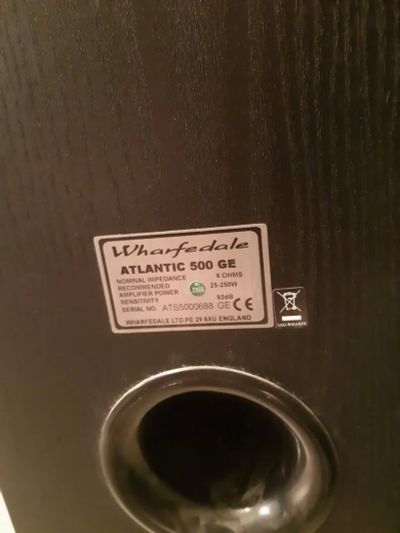 Wharfedale
ATLANTIC 500 GE
NOMINAL IMPEDANCE 6 OHMS
RECOMMENDED 25-250W
AMPLIFIER POWER
SENSITIVITY 92dB
SERIAL NO. ATS5000688 GE CE
WHARFEDALE LTD.PE 29 6XU ENGLAND